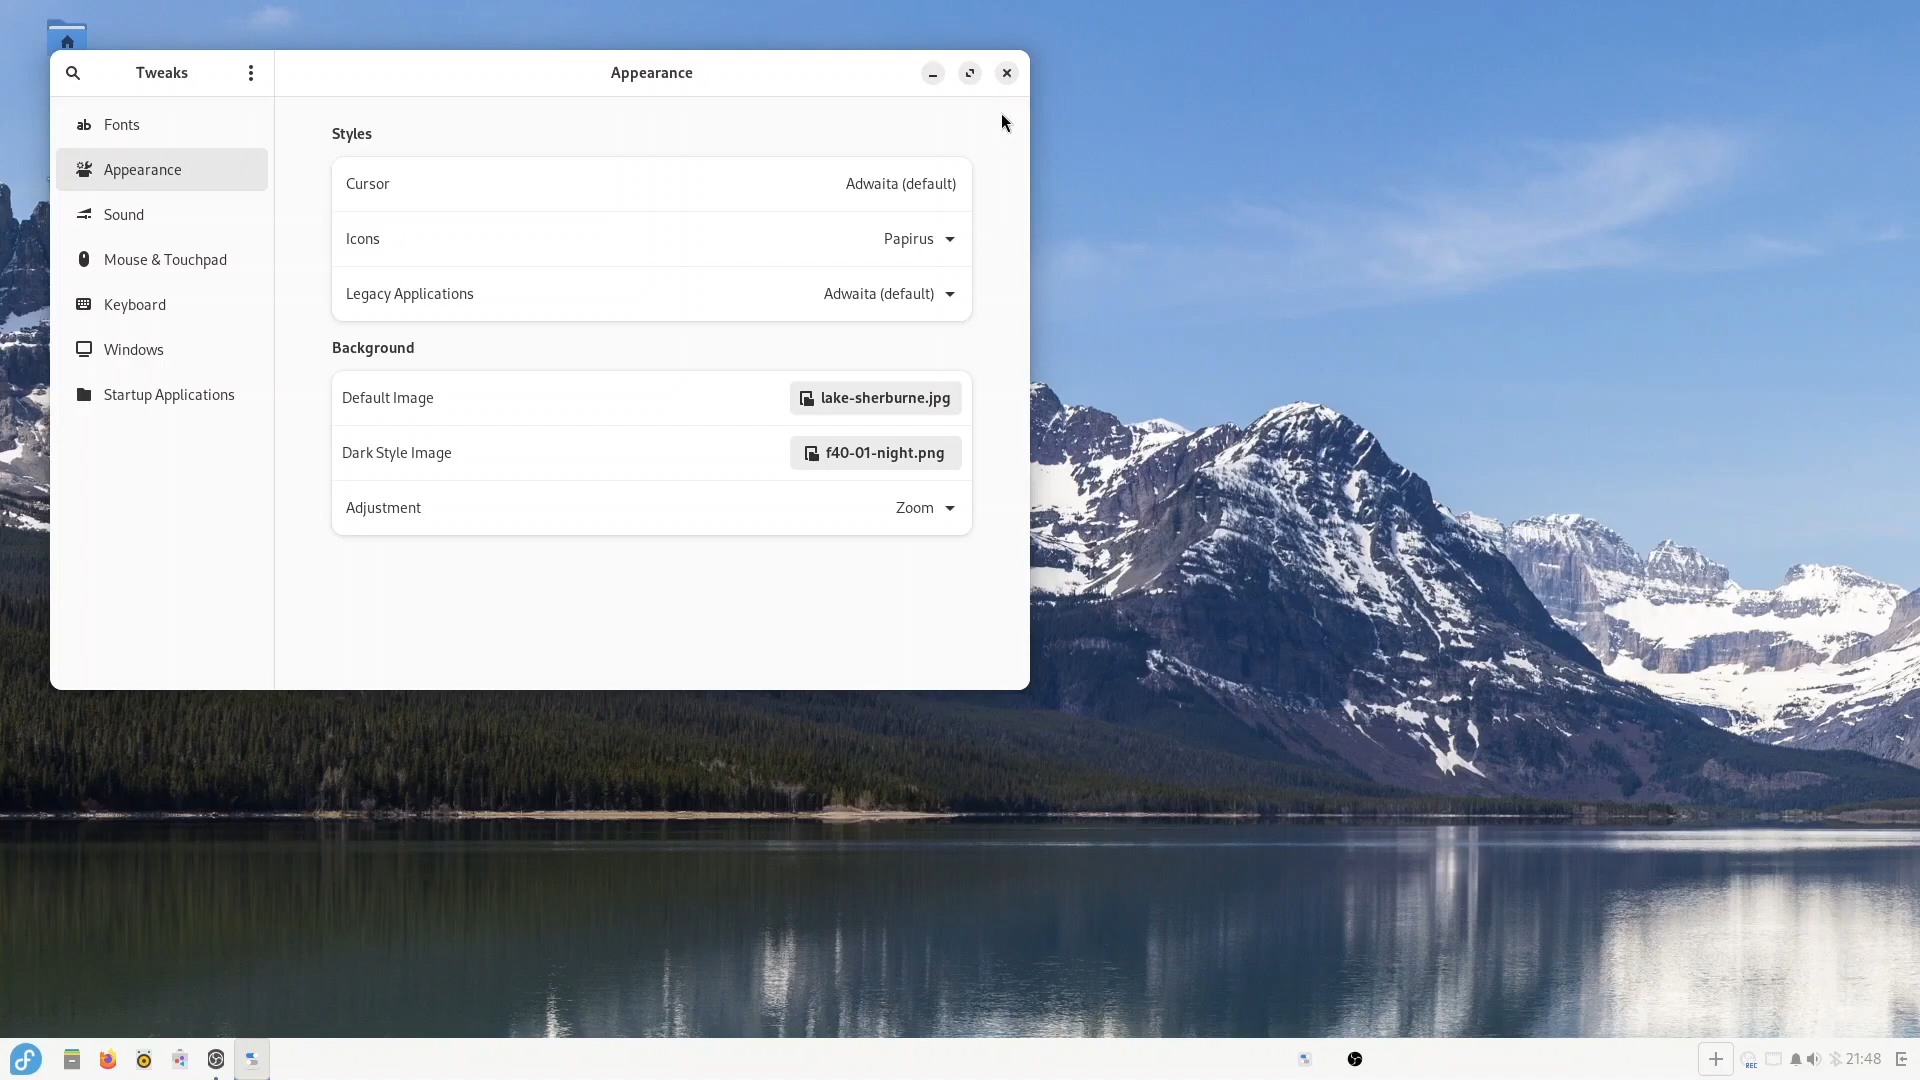 Tweaks
Appearance
Fonts
Appearance
Sound
Mouse & Touchpad
Keyboard
Windows
Startup Applications
Styles
Cursor
Adwaita (default)
Icons
Papirus
Legacy Applications
Adwaita (default)
Background
Default Image
lake-sherburne.jpg
Dark Style Image
f40-01-night.png
Adjustment
Zoom
REC
21:48